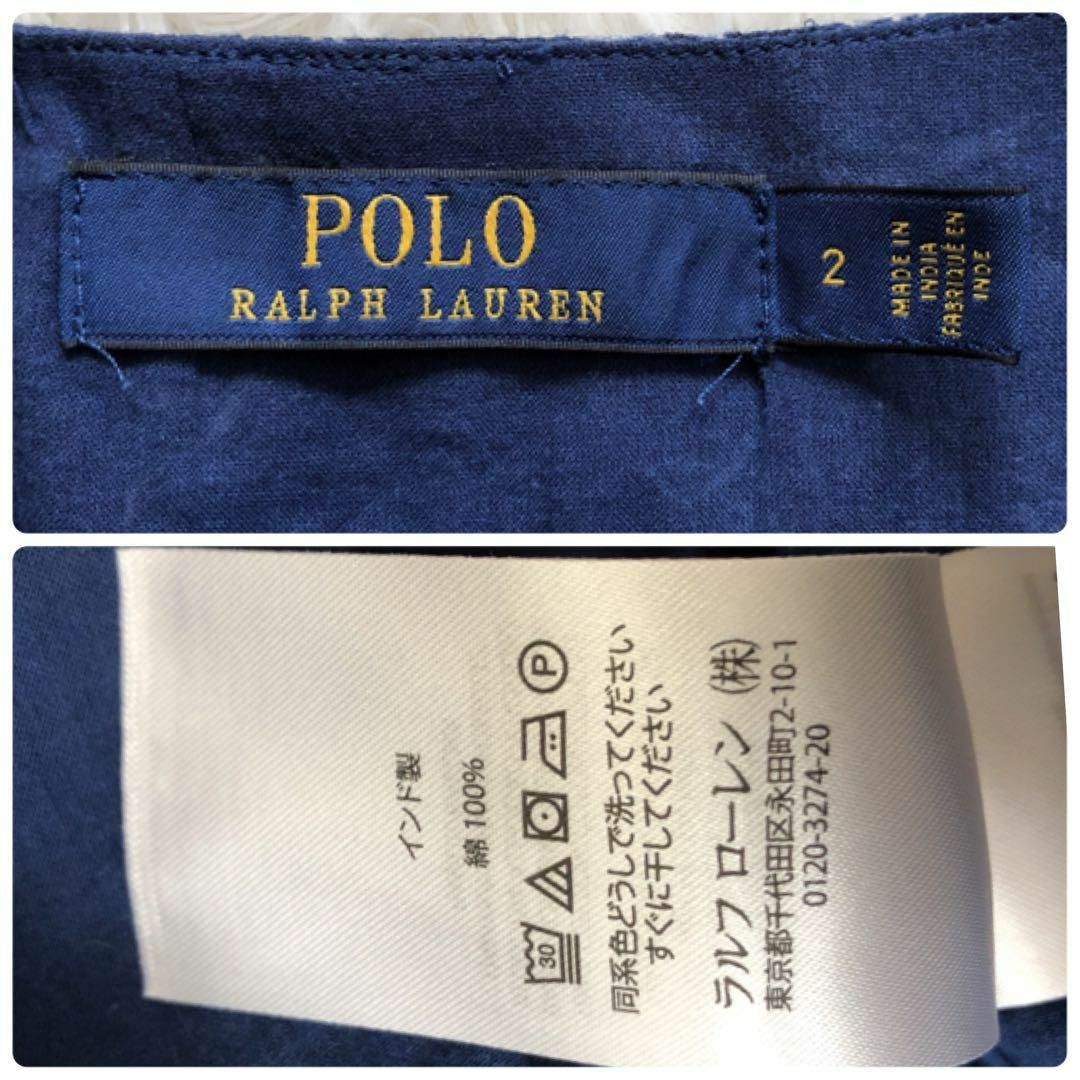 POLO
RALPH LAUREN
2
MADE IN
INDIA
FABRIQUÉ EN
INDE
インド製
綿 100%
30
P
同系色どうしで洗ってください
すぐに干してください
ラルフ ローレン (株)
東京都千代田区永田町2-10-1
0120-3274-20